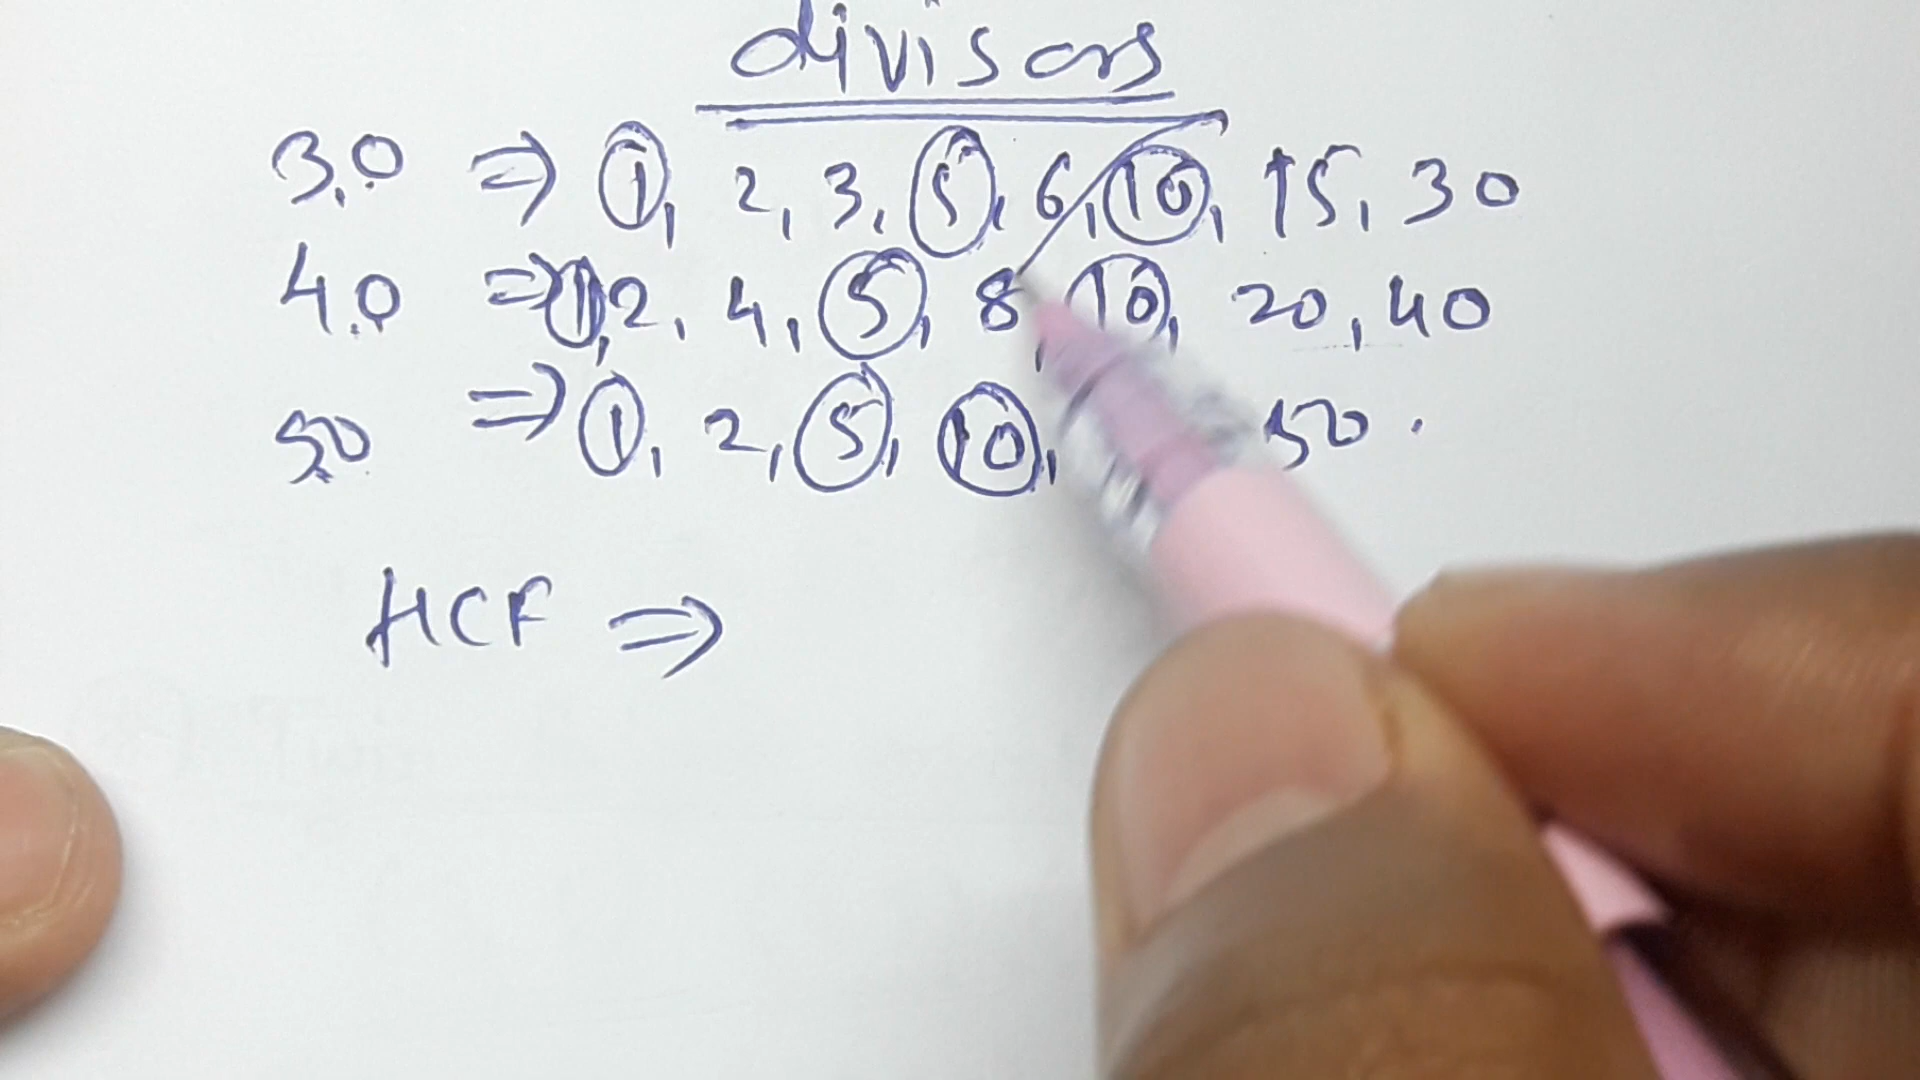 divisors
30 ⇒ 1, 2, 3, 5, 6, 10, 15, 30
40 ⇒ 1, 2, 4, 5, 8, 10, 20, 40
50 ⇒ 1, 2, 5, 10, 50.
HCF ⇒